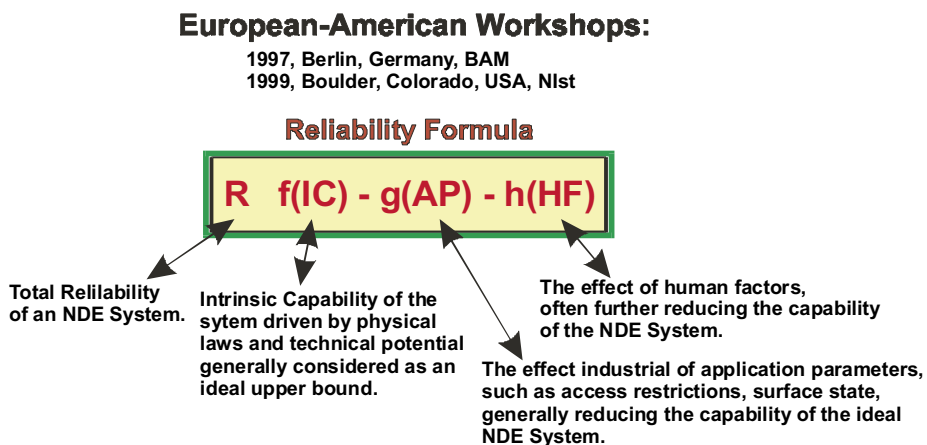 European-American Workshops:
1997, Berlin, Germany, BAM
1999, Boulder, Colorado, USA, NIst
Reliability Formula
R f(IC) - g(AP) - h(HF)
Total Relilability
of an NDE System.
Intrinsic Capability of the
sytem driven by physical
laws and technical potential
generally considered as an
ideal upper bound.
The effect of human factors,
often further reducing the capability
of the NDE System.
The effect industrial of application parameters,
such as access restrictions, surface state,
generally reducing the capability of the ideal
NDE System.